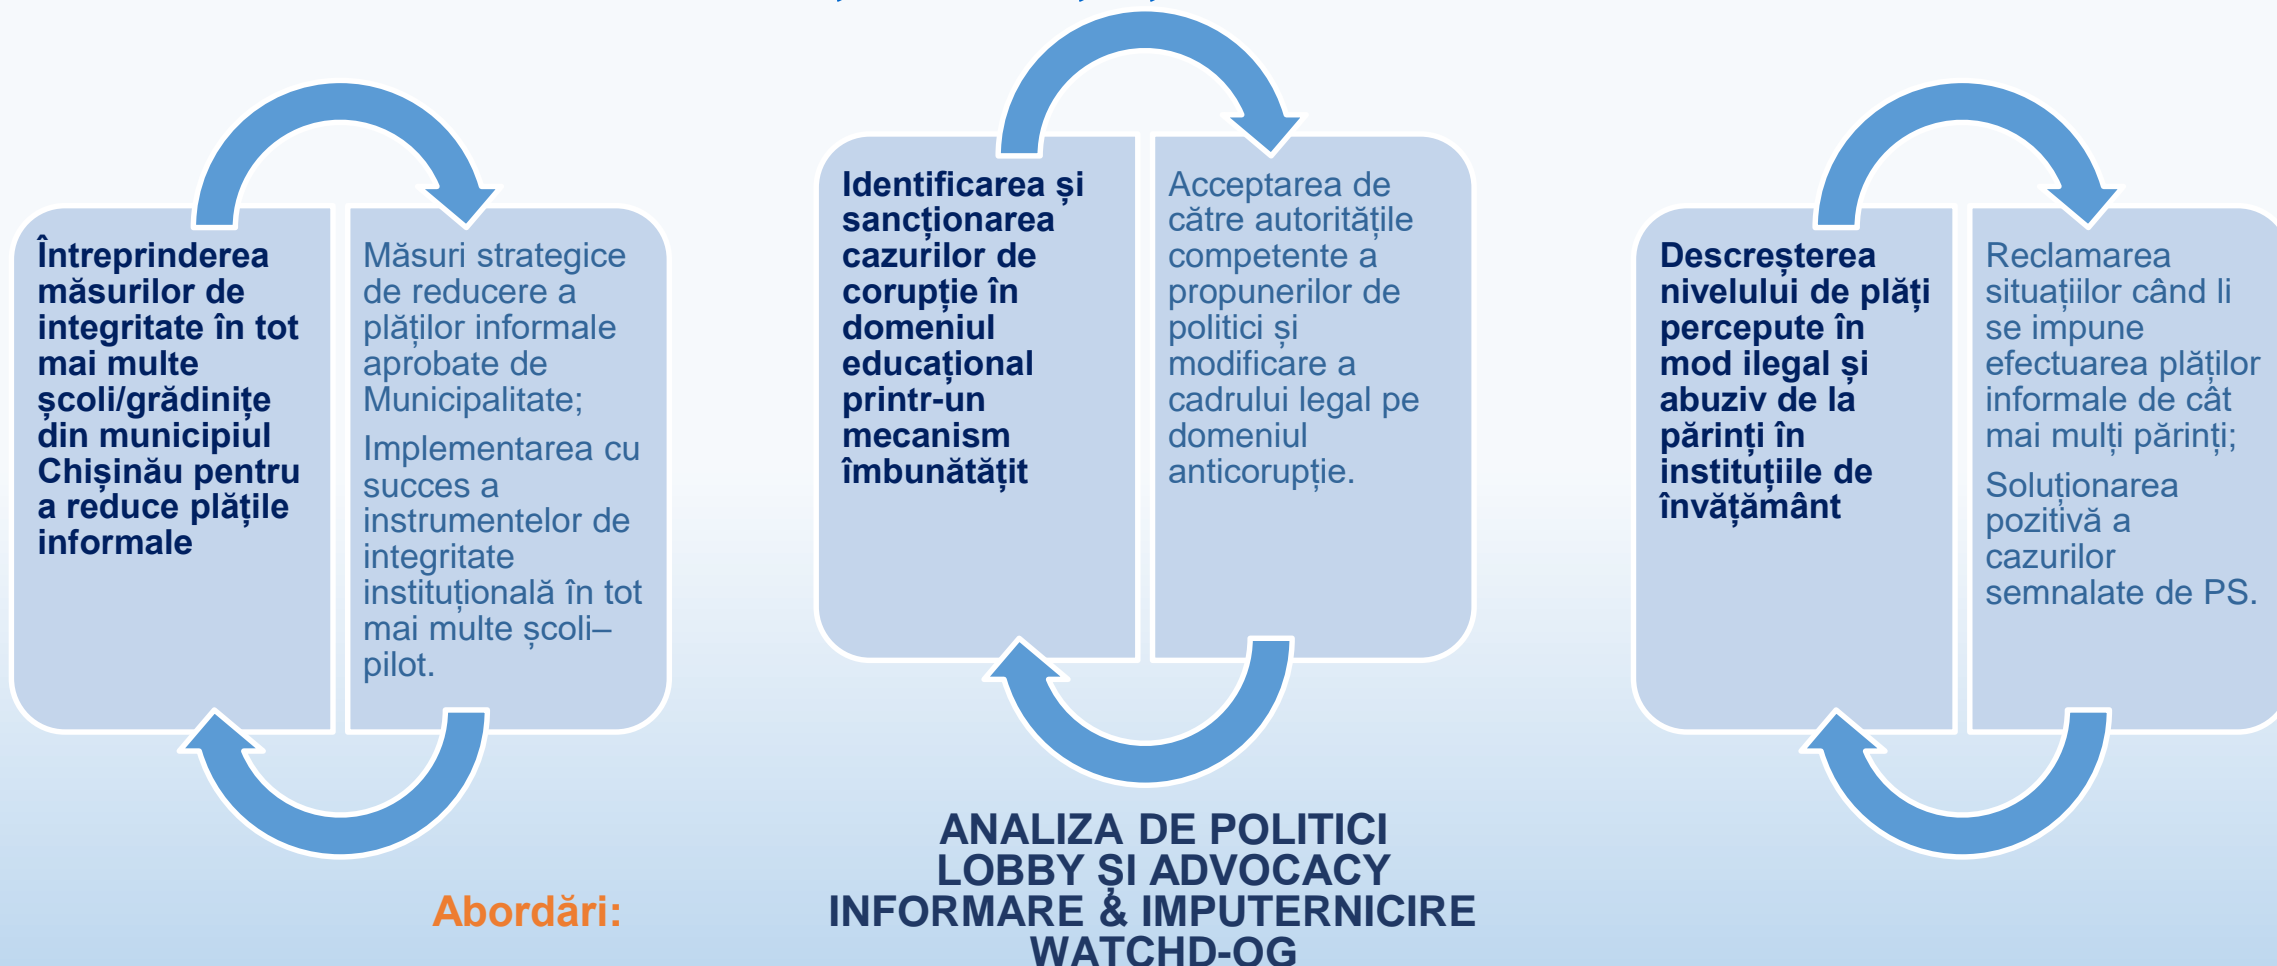 Întreprinderea
măsurilor de
integritate în tot
mai multe
școli/grădinițe
din municipiul
Chișinău pentru
a reduce plățile
informale
Măsuri strategice
de reducere a
plăților informale
aprobate de
Municipalitate;
Implementarea cu
succes a
instrumentelor de
integritate
instituțională în tot
mai multe școli–
pilot.
Identificarea și
sancționarea
cazurilor de
corupție în
domeniul
educațional
printr-un
mecanism
îmbunătățit
Acceptarea de
către autoritățile
competente a
propunerilor de
politici și
modificare a
cadrului legal pe
domeniul
anticorupție.
Descreșterea
nivelului de plăți
percepute în
mod ilegal și
abuziv de la
părinți în
instituțiile de
învățământ
Reclamarea
situațiilor când li
se impune
efectuarea plăților
informale de cât
mai mulți părinți;
Soluționarea
pozitivă a
cazurilor
semnalate de PS.
Abordări:
ANALIZA DE POLITICI
LOBBY ȘI ADVOCACY
INFORMARE & IMPUTERNICIRE
WATCHD-OG